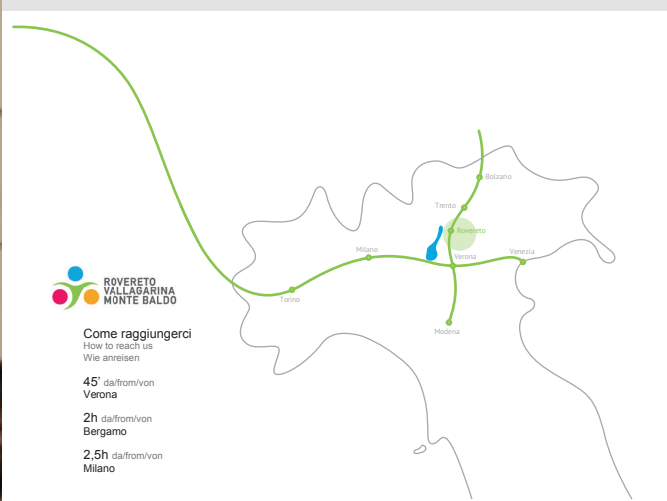 Bolzano
Trento
Rovereto
Milano
Verona
Venezia
Torino
Modena
ROVERETO
VALLAGARINA
MONTE BALDO
Come raggiungerci
How to reach us
Wie anreisen
45' da/from/von
Verona
2h da/from/von
Bergamo
2,5h da/from/von
Milano